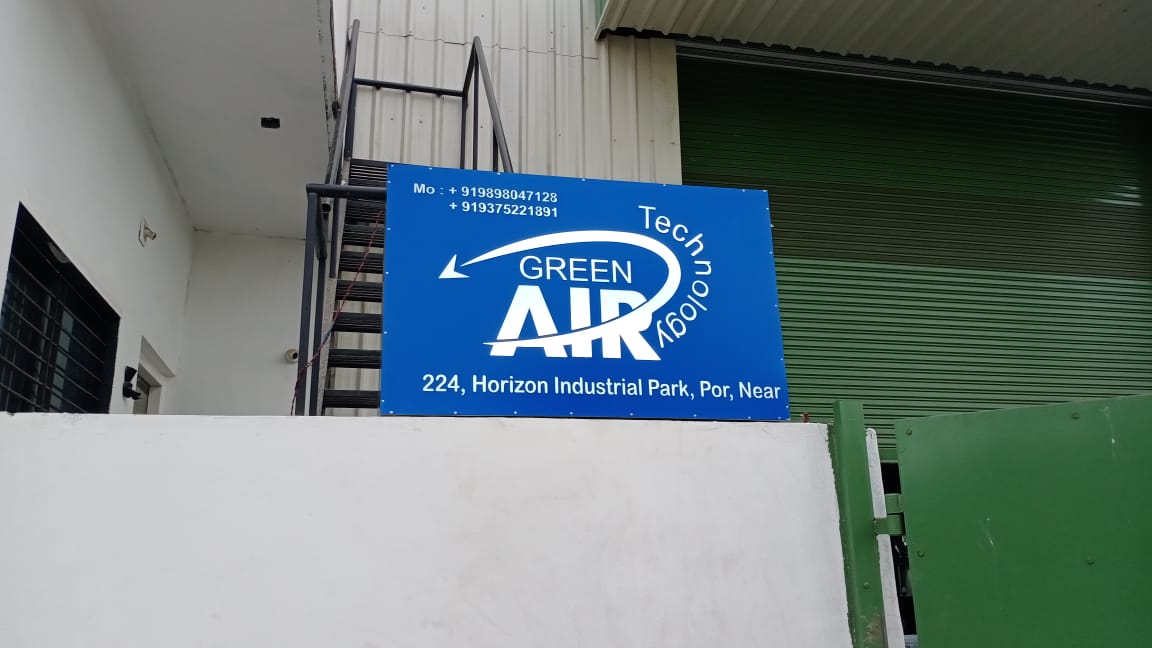 Mo : + 919898047128
+ 919375221891
GREEN
AIR
Technology
224, Horizon Industrial Park, Por, Near